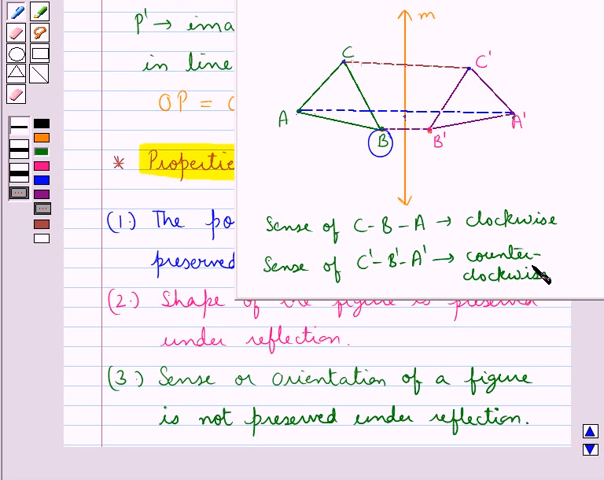 P' → ima
in line
OP =
* Propertie
(1.) The po
preserved
m
C
C'
A
A'
B
B'
Sense of C-B-A → clockwise
Sense of C'-B'-A' → counter-
clockwise
(2.) Shape of the figure is preserved
under reflection.
(3.) Sense or orientation of a figure
is not preserved under reflection.